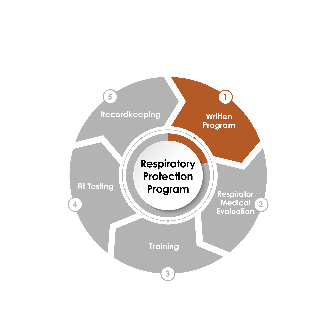 1
Written
Program
Respirator
Medical
Evaluation
2
Training
3
Fit Testing
4
Recordkeeping
5
Respiratory
Protection
Program